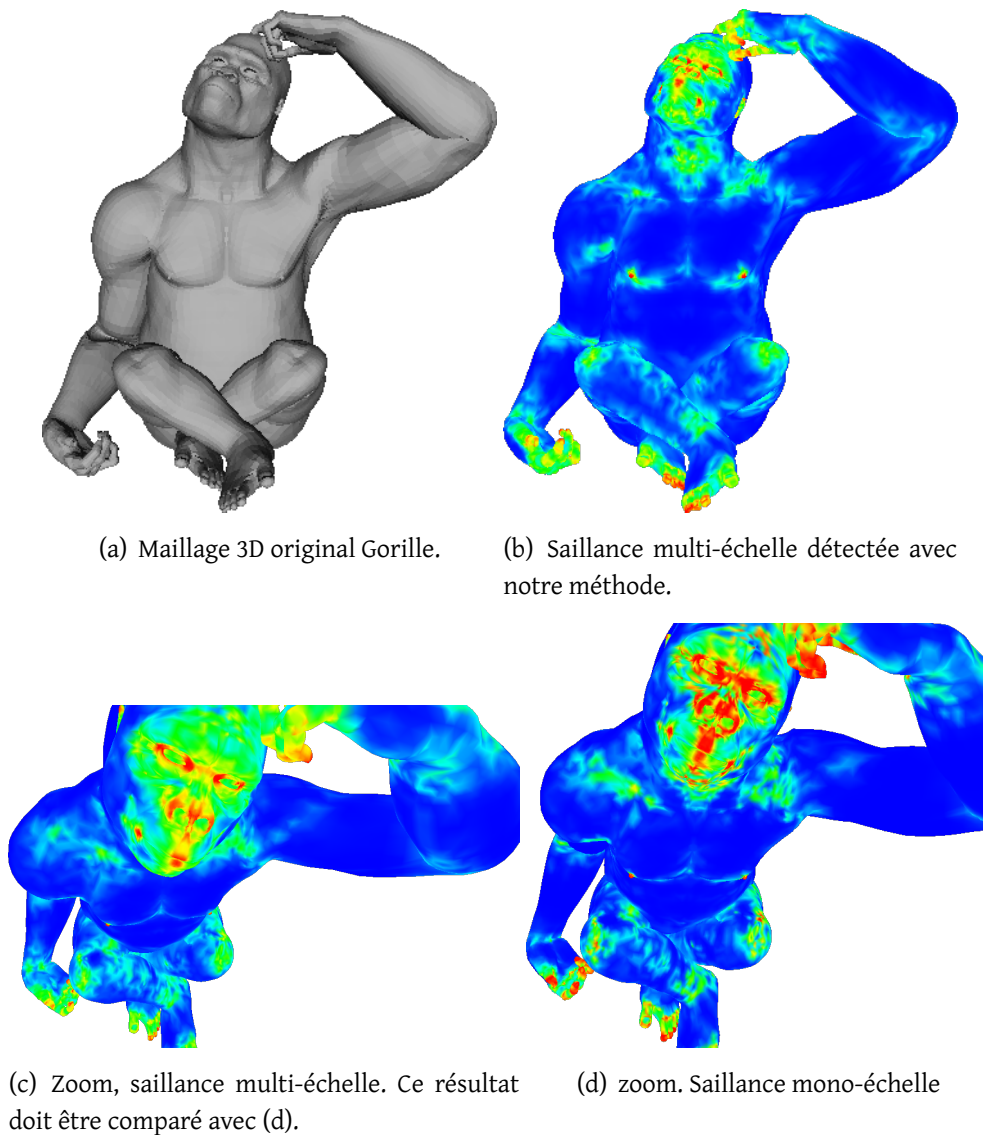 (a) Maillage 3D original Gorille.
(b) Saillance multi-échelle détectée avec
notre méthode.
(c) Zoom, saillance multi-échelle. Ce résultat
doit être comparé avec (d).
(d) zoom. Saillance mono-échelle